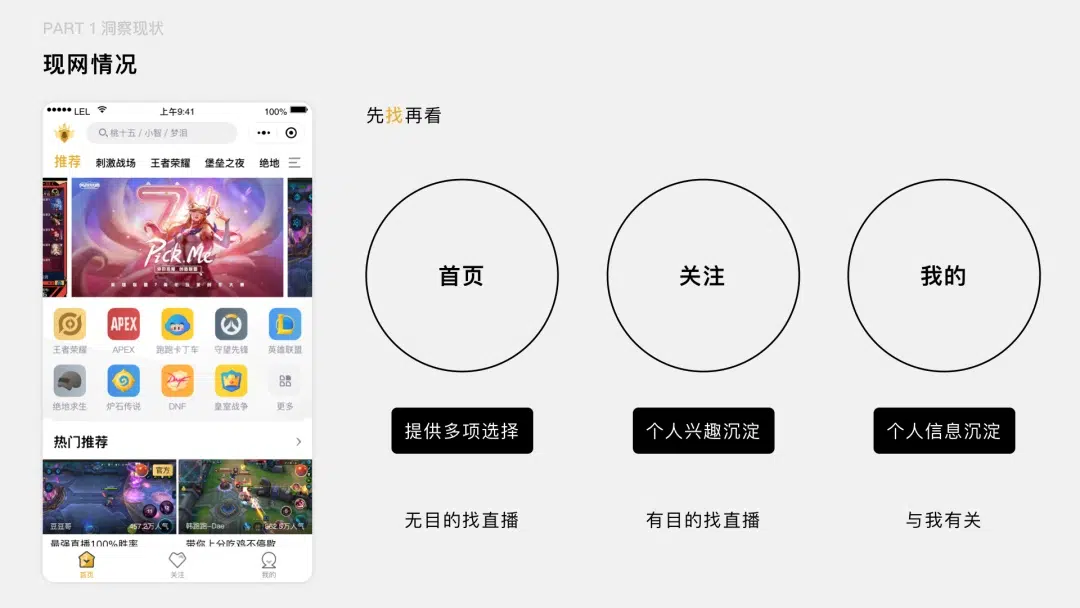 PART 1 洞察现状
现网情况
LEL 上午9:41 100%
桃十五 / 小智 / 梦泪
推荐 刺激战场 王者荣耀 堡垒之夜 绝地
Pick Me
王者荣耀 APEX 跑跑卡丁车 守望先锋 英雄联盟
绝地求生 炉石传说 DNF 皇室战争 更多
热门推荐
官方
豆豆哥 457.2万人气 韩跑跑-Dae
最强直播100%胜率 带你上分吃鸡不停歇
首页 关注 我的
先找再看
首页 关注 我的
提供多项选择 个人兴趣沉淀 个人信息沉淀
无目的找直播 有目的找直播 与我有关